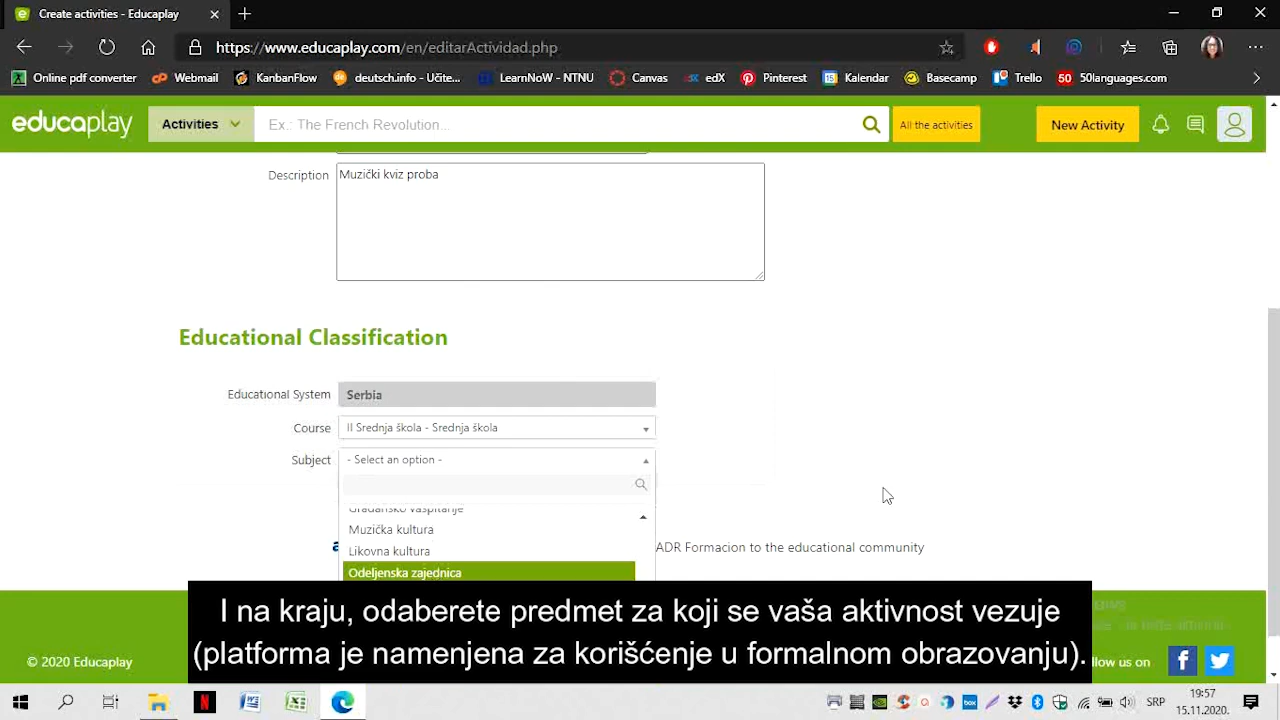 Educaplay
https://www.educaplay.com/en/editarActividad.php
Online pdf converter
Webmail
KanbanFlow
deutsch.info - Učite...
LearnNoW - NTNU
Canvas
edX
Pinterest
Kalendar
Basecamp
Trello
50languages.com
educaplay
Activities
Ex.: The French Revolution...
All the activities
New Activity
Description
Muzički kviz proba
Educational Classification
Educational System
Serbia
Course
II Srednja škola - Srednja škola
Subject
- Select an option -
Građansko vaspitanje
Muzička kultura
Likovna kultura
ADR Formacion to the educational community
Odeljenska zajednica
I na kraju, odaberete predmet za koji se vaša aktivnost vezuje
(platforma je namenjena za korišćenje u formalnom obrazovanju).
© 2020 Educaplay
llow us on
19:57
SRP
15.11.2020.